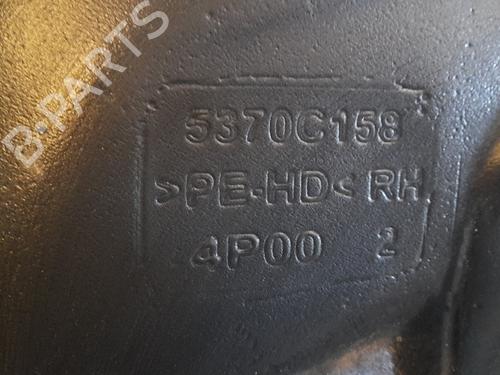 B-PARTS
5370C158
>PE-HD< RH
4P00 2